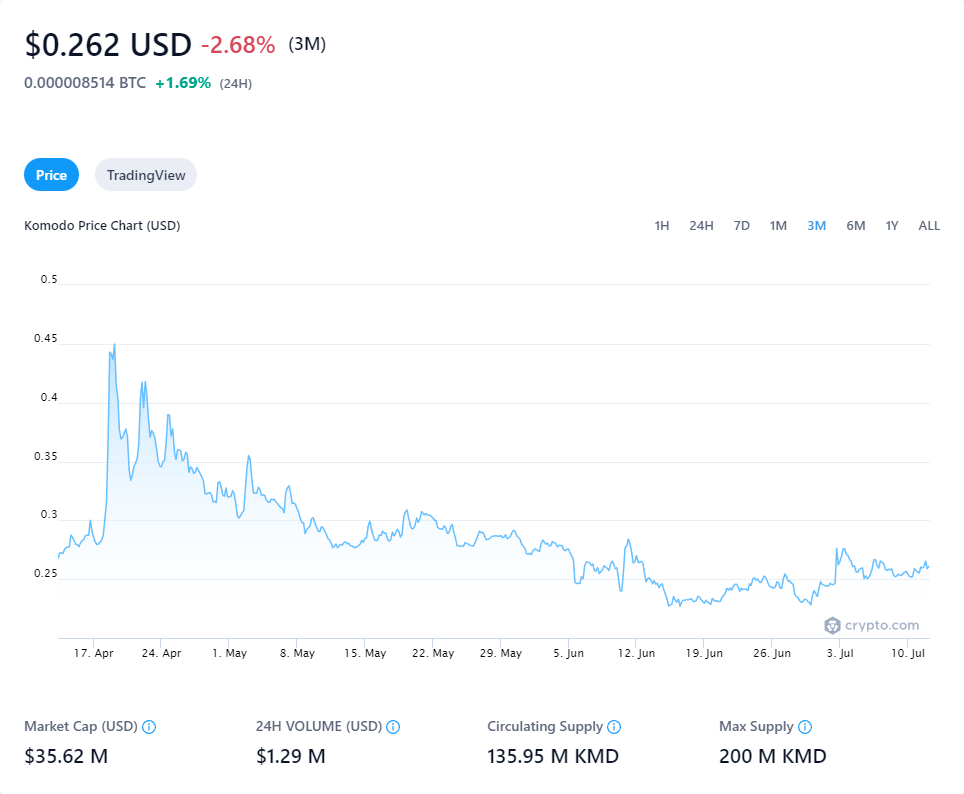 $0.262 USD -2.68% (3M)
0.000008514 BTC +1.69% (24H)
Price TradingView
Komodo Price Chart (USD) 1H 24H 7D 1M 3M 6M 1Y ALL
0.5
0.45
0.4
0.35
0.3
0.25
crypto.com
17. Apr 24. Apr 1. May 8. May 15. May 22. May 29. May 5. Jun 12. Jun 19. Jun 26. Jun 3. Jul 10. Jul
Market Cap (USD) 24H VOLUME (USD) Circulating Supply Max Supply
$35.62 M $1.29 M 135.95 M KMD 200 M KMD